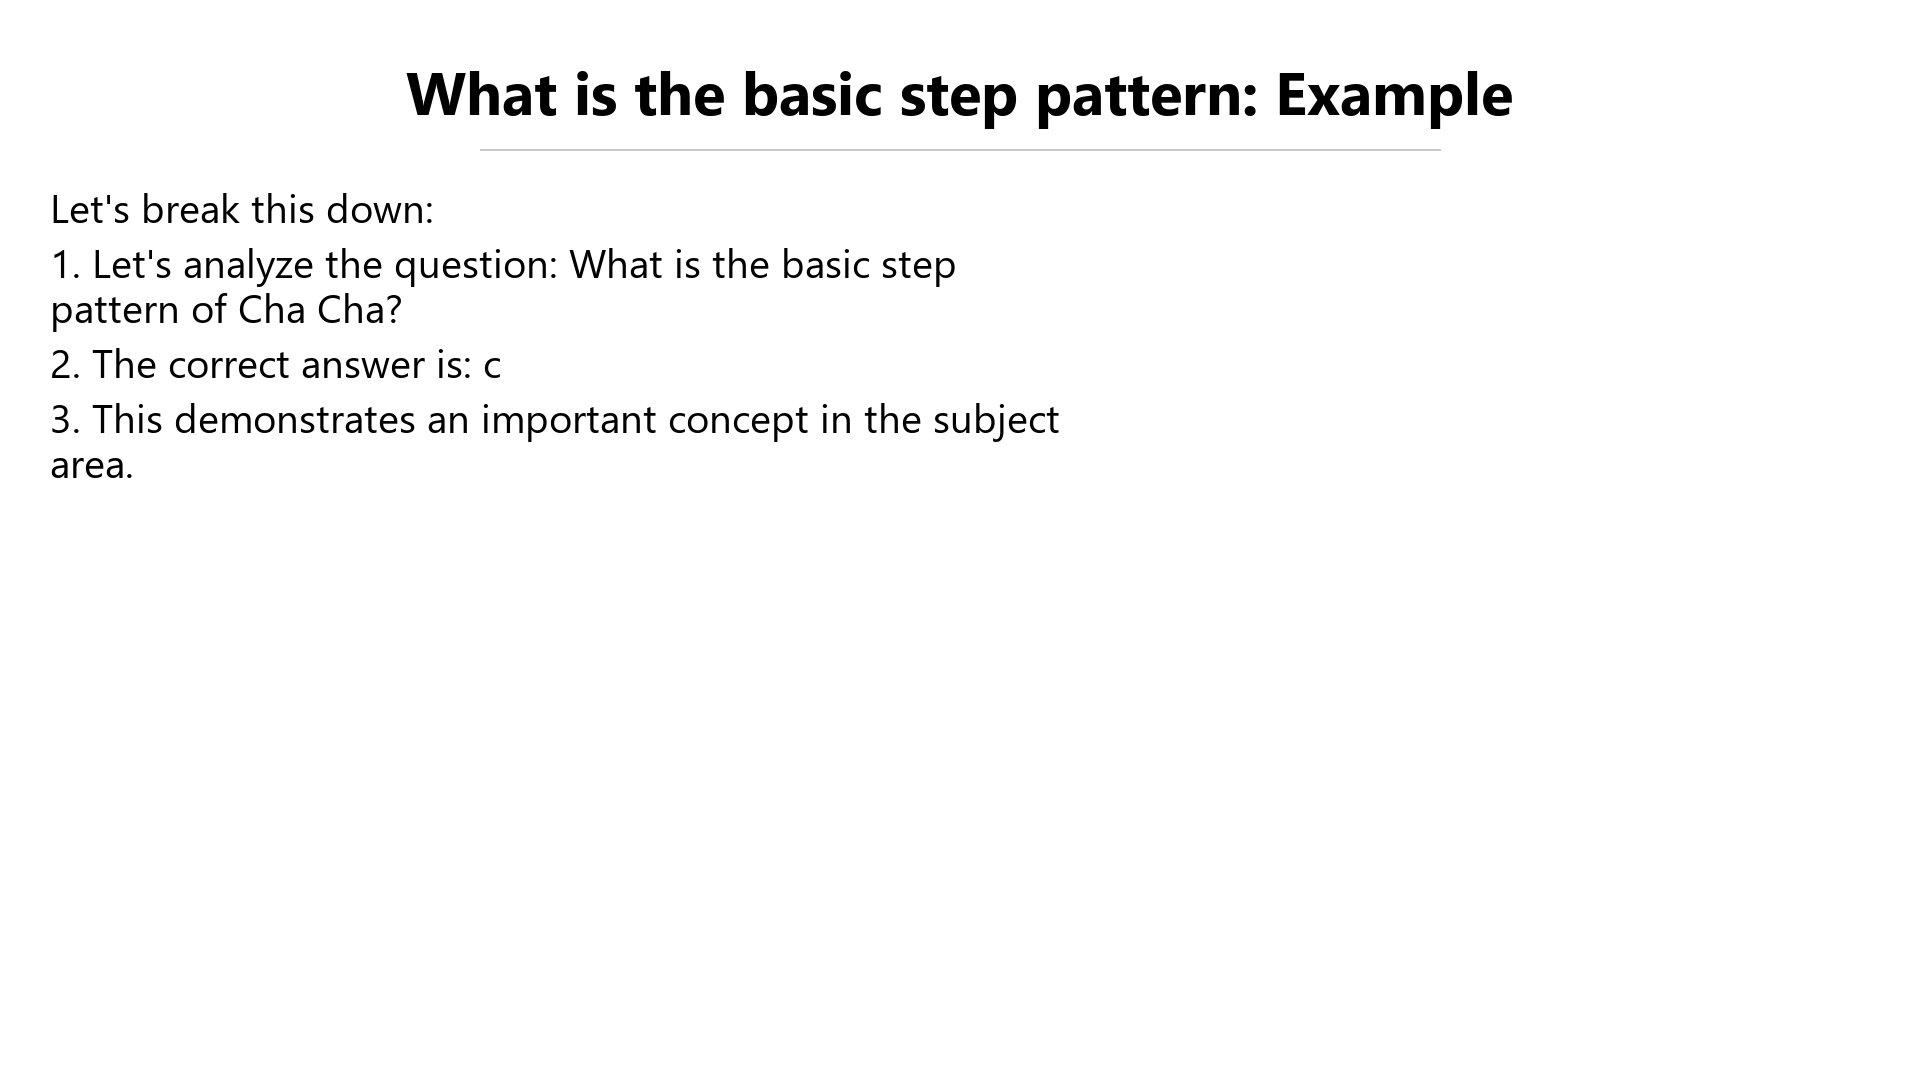 What is the basic step pattern: Example
Let's break this down:
1. Let's analyze the question: What is the basic step
pattern of Cha Cha?
2. The correct answer is: c
3. This demonstrates an important concept in the subject
area.